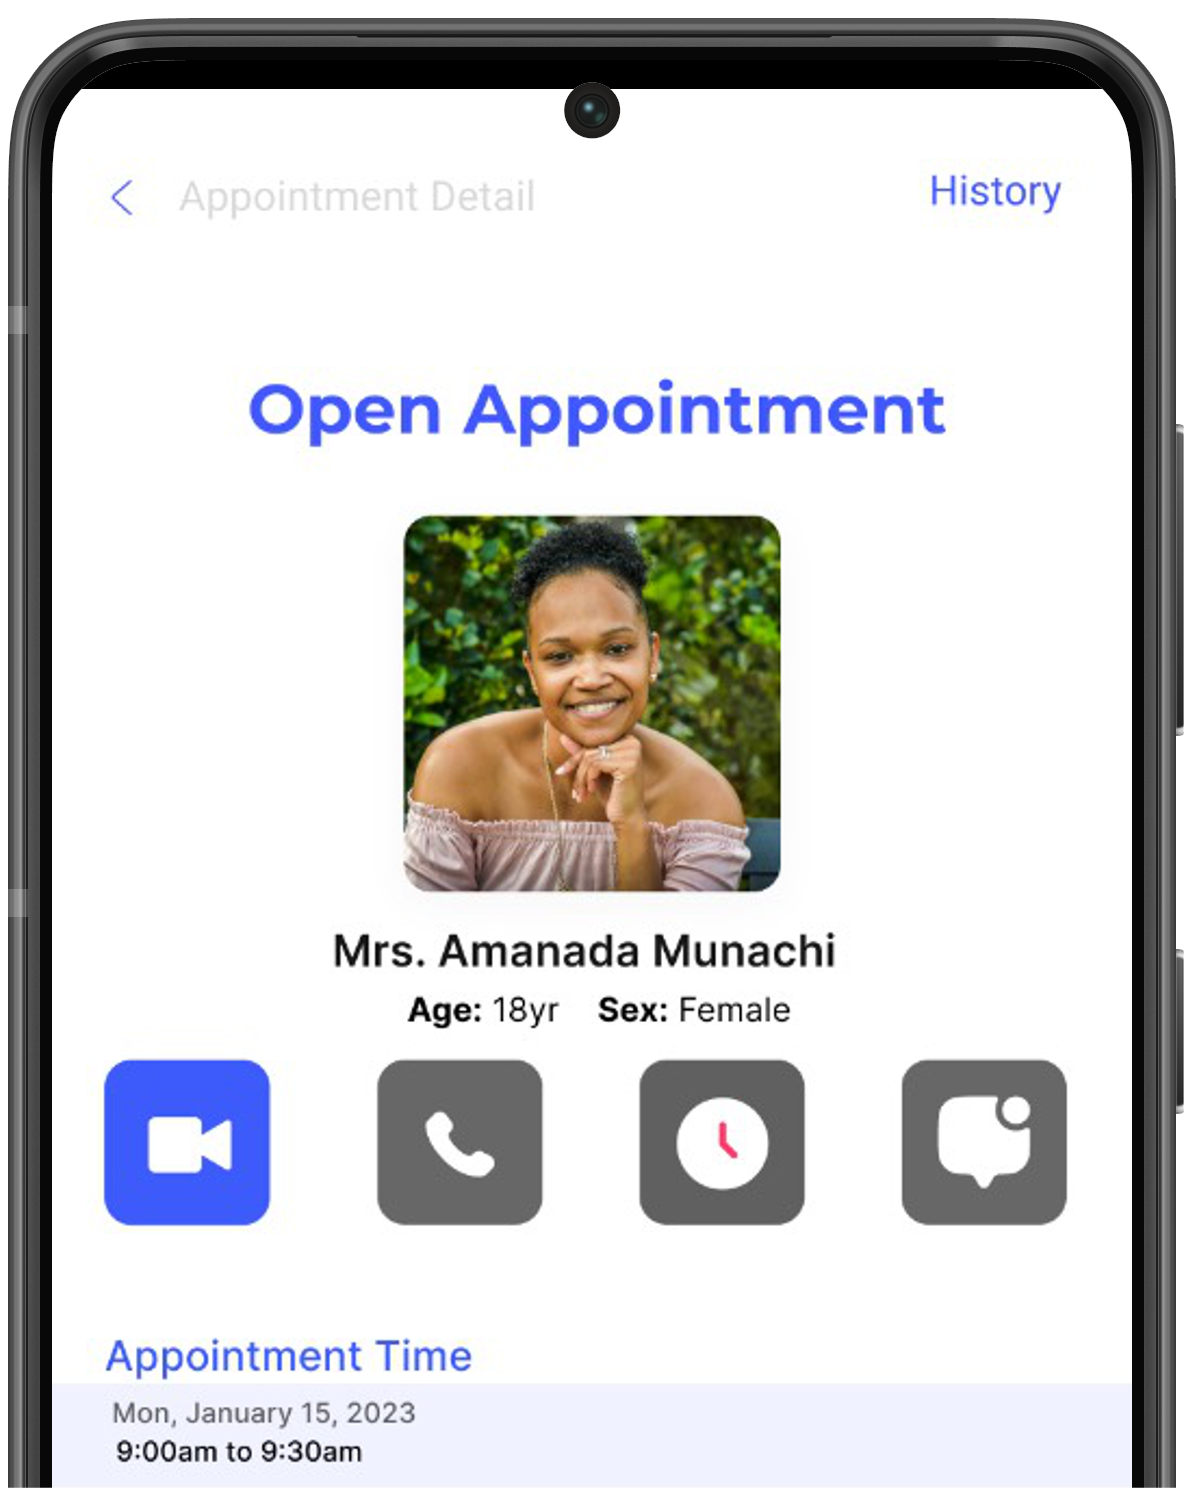 Appointment Detail
History
Open Appointment
Mrs. Amanada Munachi
Age: 18yr Sex: Female
Appointment Time
Mon, January 15, 2023
9:00am to 9:30am